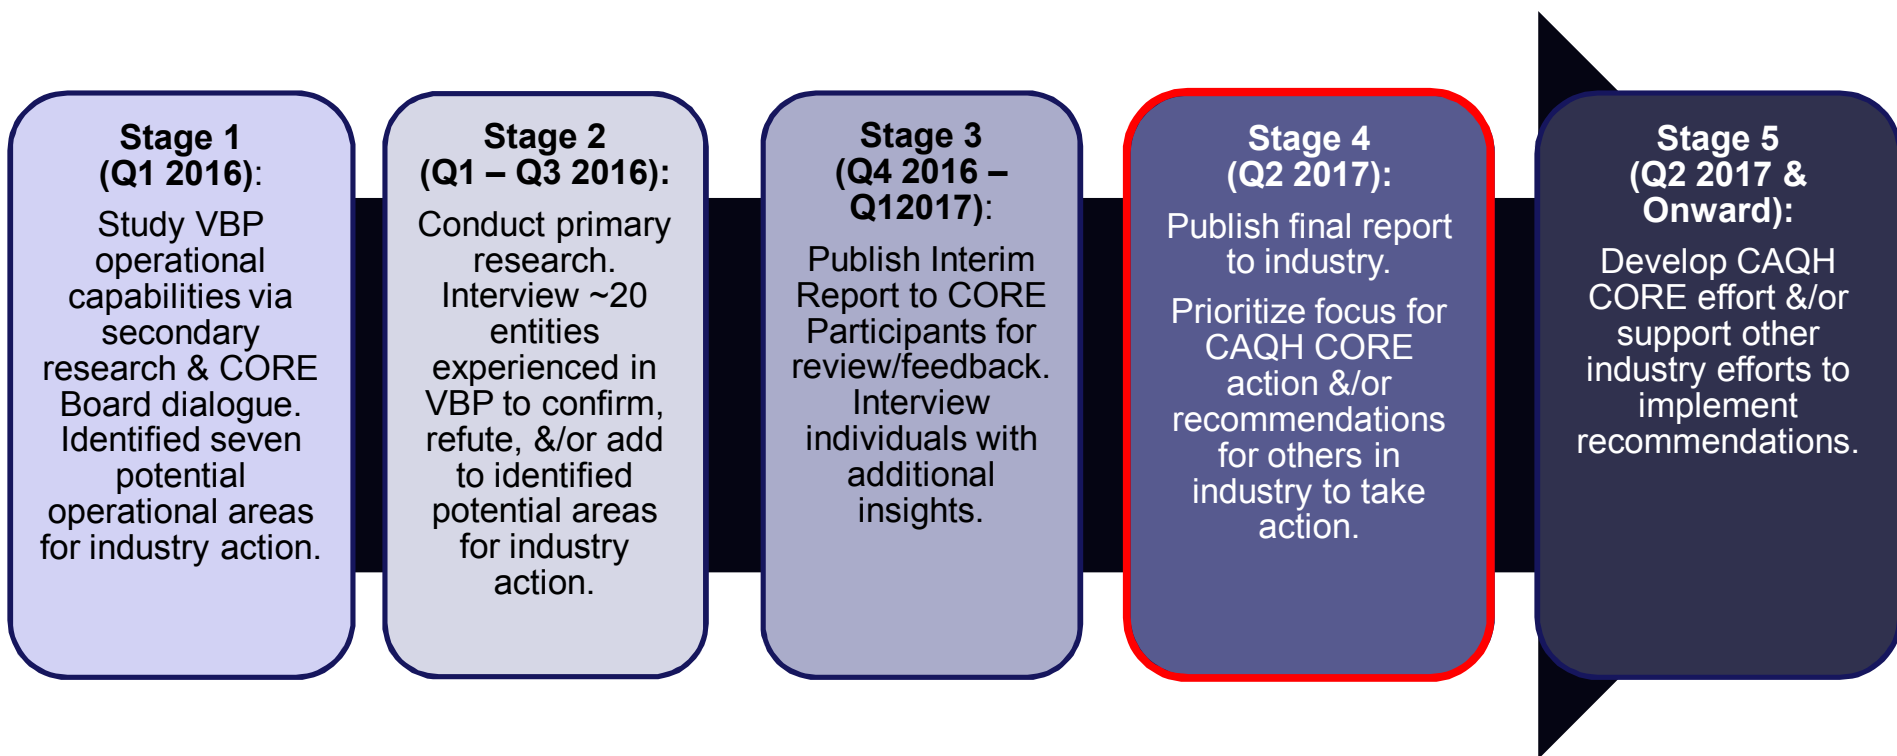 Stage 1
(Q1 2016):
Study VBP
operational
capabilities via
secondary
research & CORE
Board dialogue.
Identified seven
potential
operational areas
for industry action.
Stage 2
(Q1 – Q3 2016):
Conduct primary
research.
Interview ~20
entities
experienced in
VBP to confirm,
refute, &/or add
to identified
potential areas
for industry
action.
Stage 3
(Q4 2016 –
Q12017):
Publish Interim
Report to CORE
Participants for
review/feedback.
Interview
individuals with
additional
insights.
Stage 4
(Q2 2017):
Publish final report
to industry.
Prioritize focus for
CAQH CORE
action &/or
recommendations
for others in
industry to take
action.
Stage 5
(Q2 2017 &
Onward):
Develop CAQH
CORE effort &/or
support other
industry efforts to
implement
recommendations.